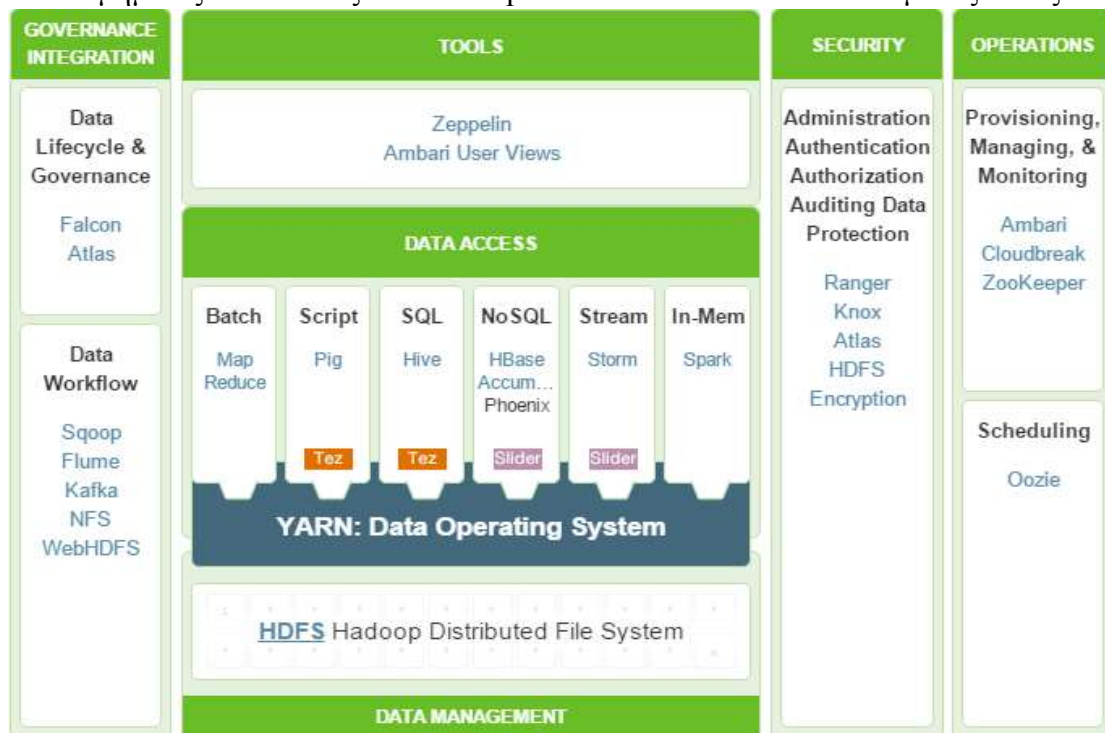 GOVERNANCE
INTEGRATION
Data
Lifecycle &
Governance
Falcon
Atlas
Data
Workflow
Sqoop
Flume
Kafka
NFS
WebHDFS
TOOLS
Zeppelin
Ambari User Views
DATA ACCESS
Batch
Map
Reduce
Script
Pig
Tez
SQL
Hive
Tez
NoSQL
HBase
Accum...
Phoenix
Slider
Stream
Storm
Slider
In-Mem
Spark
YARN: Data Operating System
HDFS Hadoop Distributed File System
DATA MANAGEMENT
SECURITY
Administration
Authentication
Authorization
Auditing Data
Protection
Ranger
Knox
Atlas
HDFS
Encryption
OPERATIONS
Provisioning,
Managing, &
Monitoring
Ambari
Cloudbreak
ZooKeeper
Scheduling
Oozie